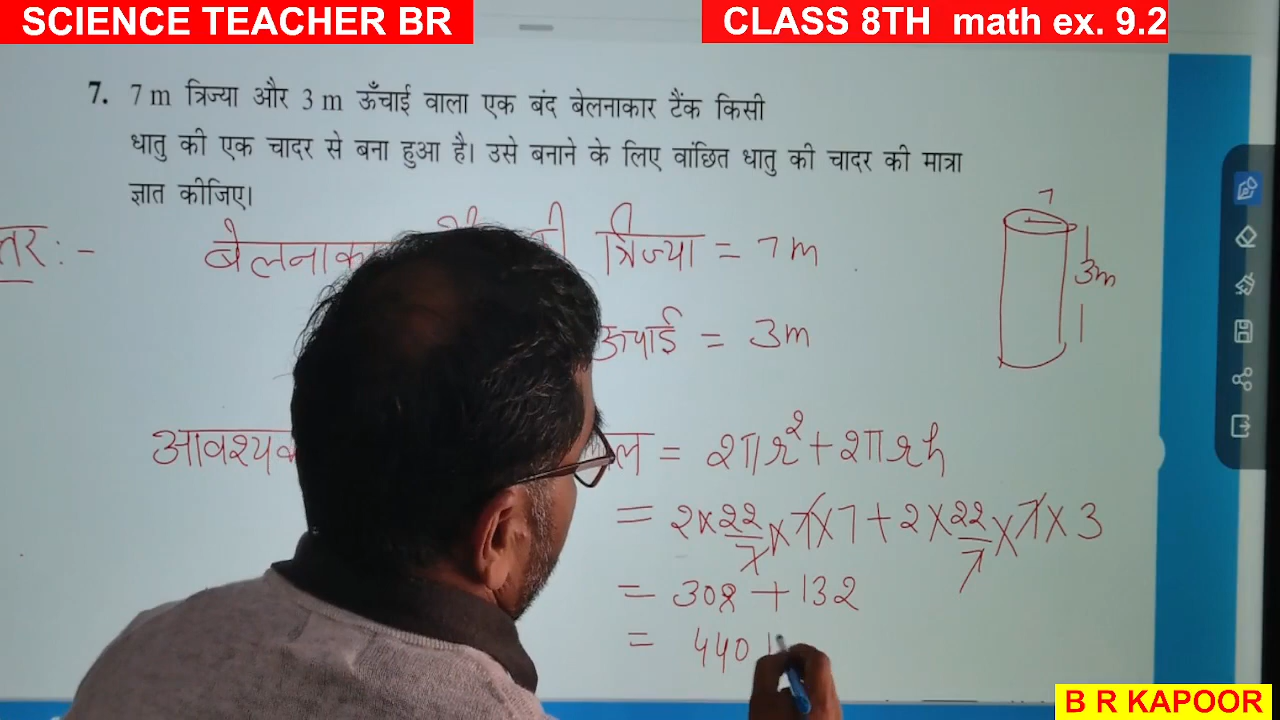 SCIENCE TEACHER BR
CLASS 8TH math ex. 9.2
7. 7 m त्रिज्या और 3 m ऊँचाई वाला एक बंद बेलनाकार टैंक किसी
धातु की एक चादर से बना हुआ है। उसे बनाने के लिए वांछित धातु की चादर की मात्रा
ज्ञात कीजिए।
7
3m
त्रिज्या = 7m
ऊचाई = 3m
= 2πr² + 2πrh
= 2×22/7×7×7+2×22/7×7×3
= 308 + 132
= 440
B R KAPOOR